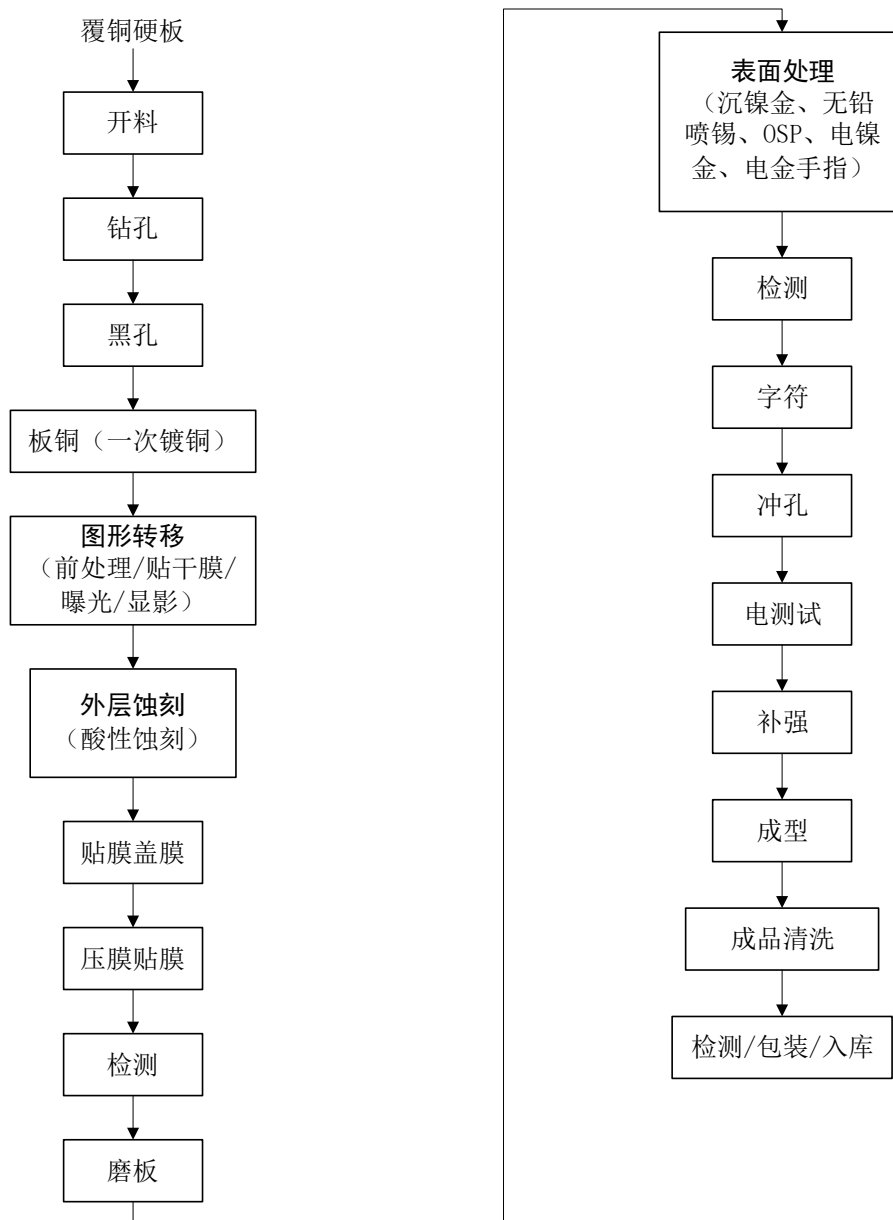 覆铜硬板
开料
钻孔
黑孔
板铜（一次镀铜）
图形转移
（前处理/贴干膜/
曝光/显影）
外层蚀刻
（酸性蚀刻）
贴膜盖膜
压膜贴膜
检测
磨板
表面处理
（沉镍金、无铅
喷锡、OSP、电镍
金、电金手指）
检测
字符
冲孔
电测试
补强
成型
成品清洗
检测/包装/入库